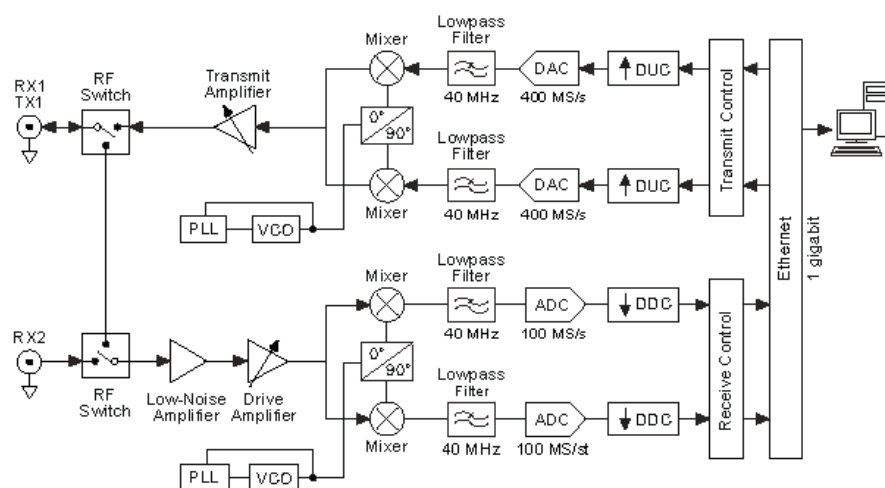 Lowpass
Filter
Mixer
40 MHz
DAC
400 MS/s
DUC
RF
Switch
RX1
TX1
Transmit
Amplifier
0°
90°
Lowpass
Filter
Mixer
40 MHz
DAC
400 MS/s
DUC
Transmit Control
PLL
VCO
Ethernet
1 gigabit
Lowpass
Filter
Mixer
40 MHz
ADC
100 MS/s
DDC
RX2
RF
Switch
Low-Noise
Amplifier
Drive
Amplifier
0°
90°
Lowpass
Filter
Mixer
40 MHz
ADC
100 MS/st
DDC
Receive Control
PLL
VCO